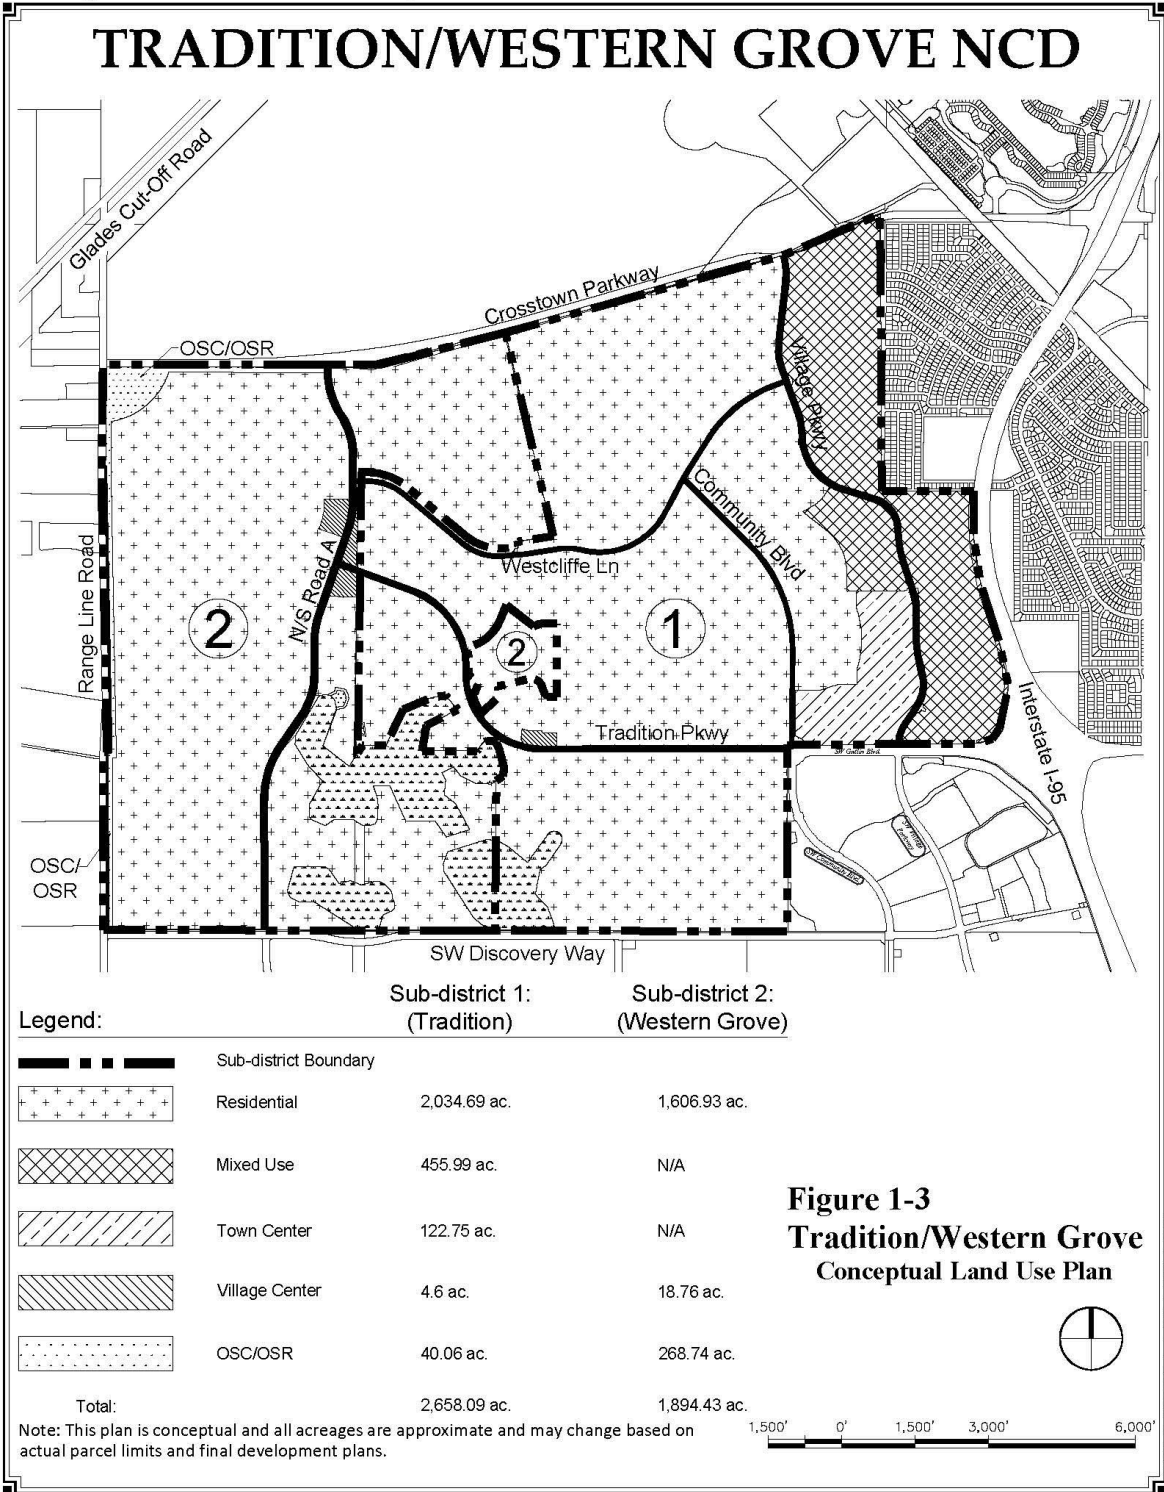 TRADITION/WESTERN GROVE NCD
Glades Cut-Off Road
Crosstown Parkway
OSC/OSR
Village Pkwy
Community Blvd
Westcliffe Ln
N/S Road A
Range Line Road
2
1
2
Tradition Pkwy
Interstate I-95
OSC/
OSR
SW Discovery Way
Legend:
Sub-district 1:
(Tradition)
Sub-district 2:
(Western Grove)
Sub-district Boundary
Residential 2,034.69 ac. 1,606.93 ac.
Mixed Use 455.99 ac. N/A
Town Center 122.75 ac. N/A
Village Center 4.6 ac. 18.76 ac.
OSC/OSR 40.06 ac. 268.74 ac.
Total: 2,658.09 ac. 1,894.43 ac.
Note: This plan is conceptual and all acreages are approximate and may change based on
actual parcel limits and final development plans.
Figure 1-3
Tradition/Western Grove
Conceptual Land Use Plan
1,500' 0' 1,500' 3,000' 6,000'